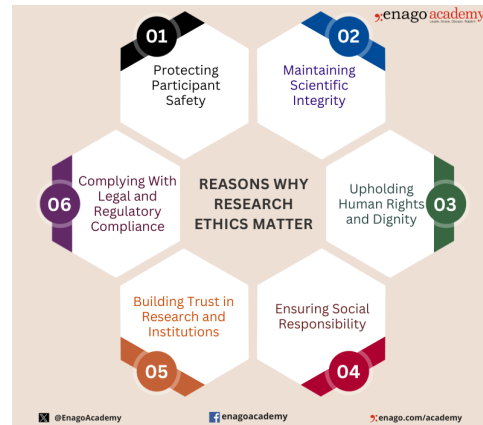 enago academy
01
Protecting
Participant
Safety
02
Maintaining
Scientific
Integrity
03
Upholding
Human Rights
and Dignity
04
Ensuring Social
Responsibility
05
Building Trust in
Research and
Institutions
06
Complying With
Legal and
Regulatory
Compliance
REASONS WHY
RESEARCH
ETHICS MATTER
@EnagoAcademy
enagoacademy
enago.com/academy